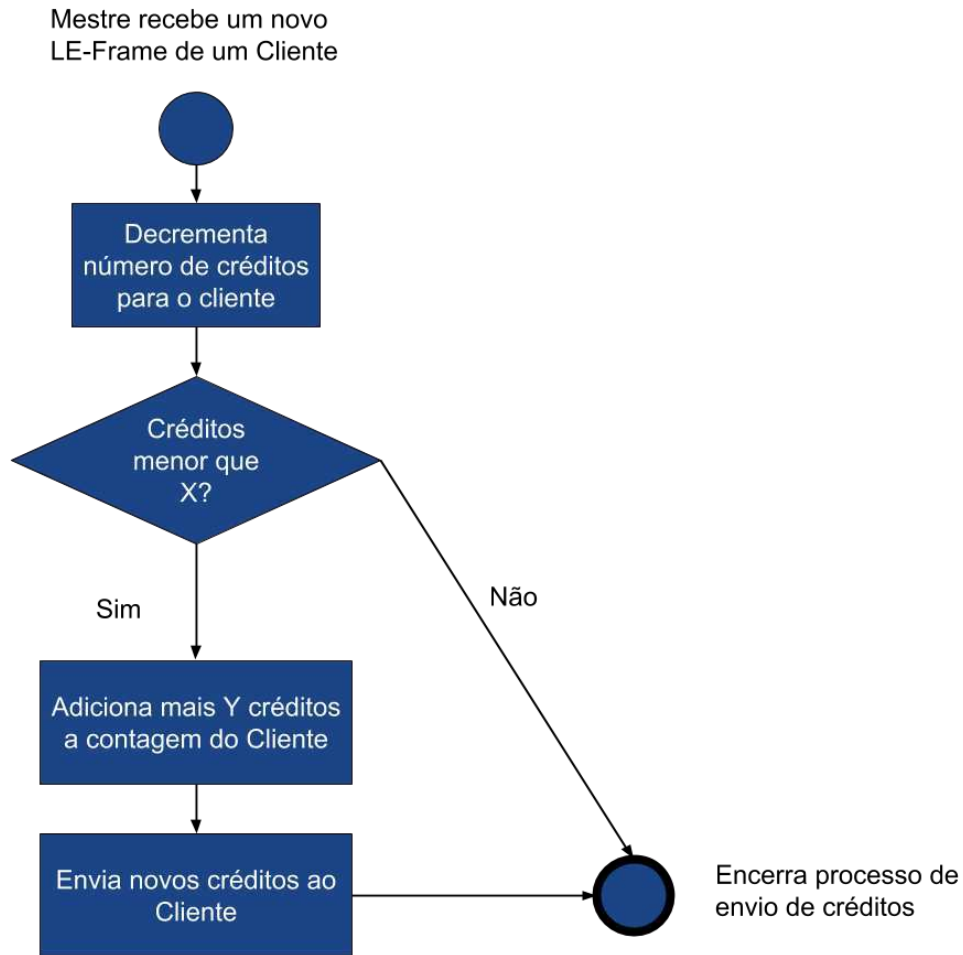 Mestre recebe um novo
LE-Frame de um Cliente
Decrementa
número de créditos
para o cliente
Créditos
menor que
X?
Sim
Não
Adiciona mais Y créditos
a contagem do Cliente
Envia novos créditos ao
Cliente
Encerra processo de
envio de créditos